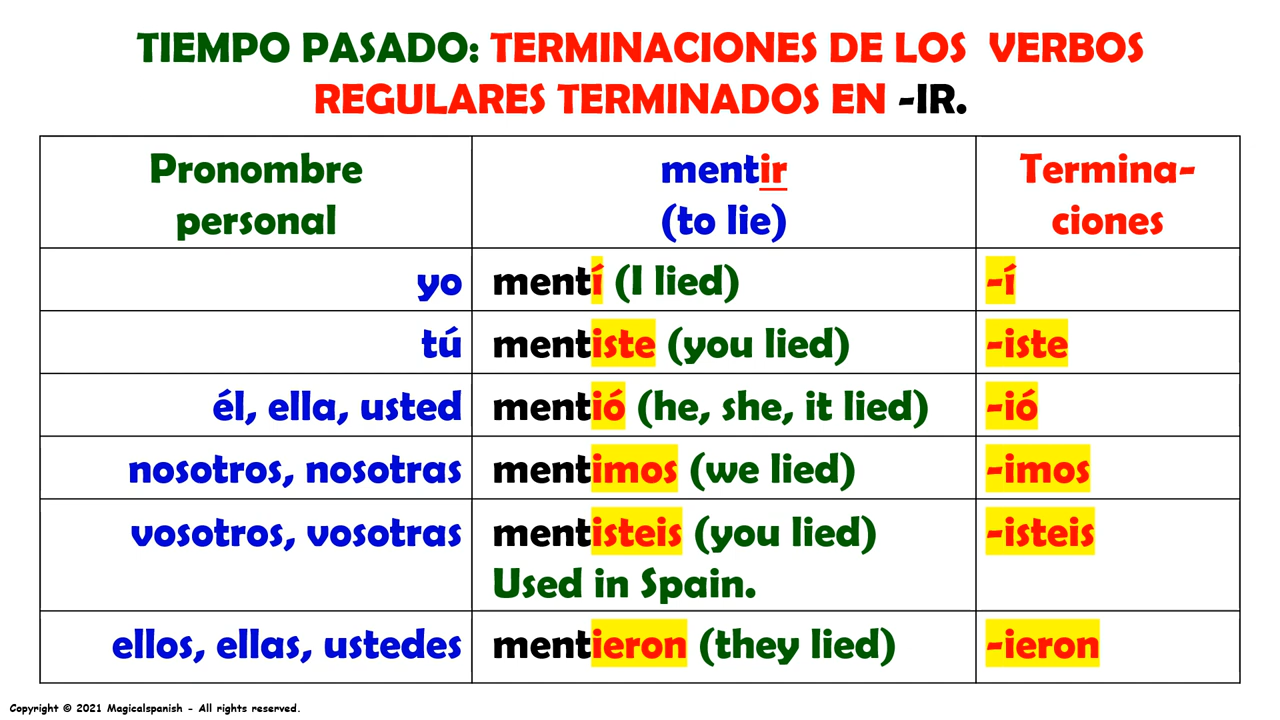 TIEMPO PASADO: TERMINACIONES DE LOS VERBOS
REGULARES TERMINADOS EN -IR.
Pronombre
personal
mentir
(to lie)
Termina-
ciones
yo
mentí (I lied)
-í
tú
mentiste (you lied)
-iste
él, ella, usted
mentió (he, she, it lied)
-ió
nosotros, nosotras
mentimos (we lied)
-imos
vosotros, vosotras
mentisteis (you lied)
Used in Spain.
-isteis
ellos, ellas, ustedes
mentieron (they lied)
-ieron
Copyright © 2021 Magicalspanish - All rights reserved.